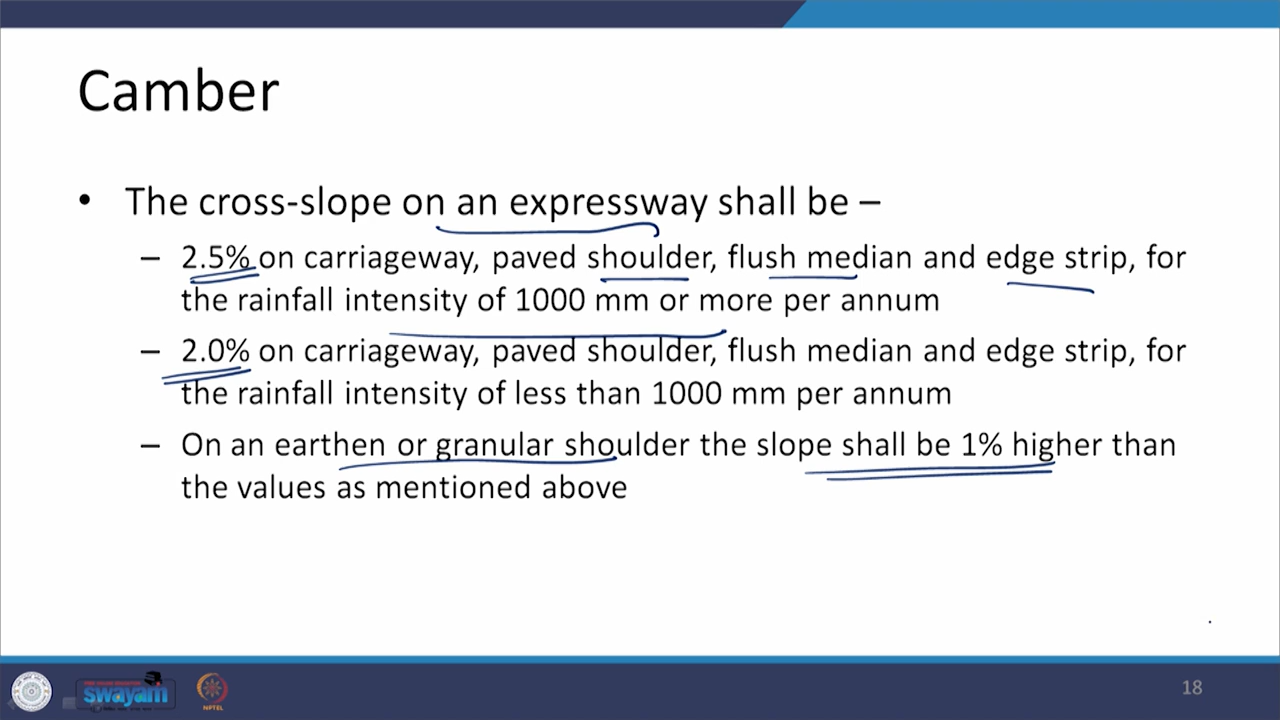 Camber
• The cross-slope on an expressway shall be –
– 2.5% on carriageway, paved shoulder, flush median and edge strip, for
the rainfall intensity of 1000 mm or more per annum
– 2.0% on carriageway, paved shoulder, flush median and edge strip, for
the rainfall intensity of less than 1000 mm per annum
– On an earthen or granular shoulder the slope shall be 1% higher than
the values as mentioned above
swayam
NPTEL
18